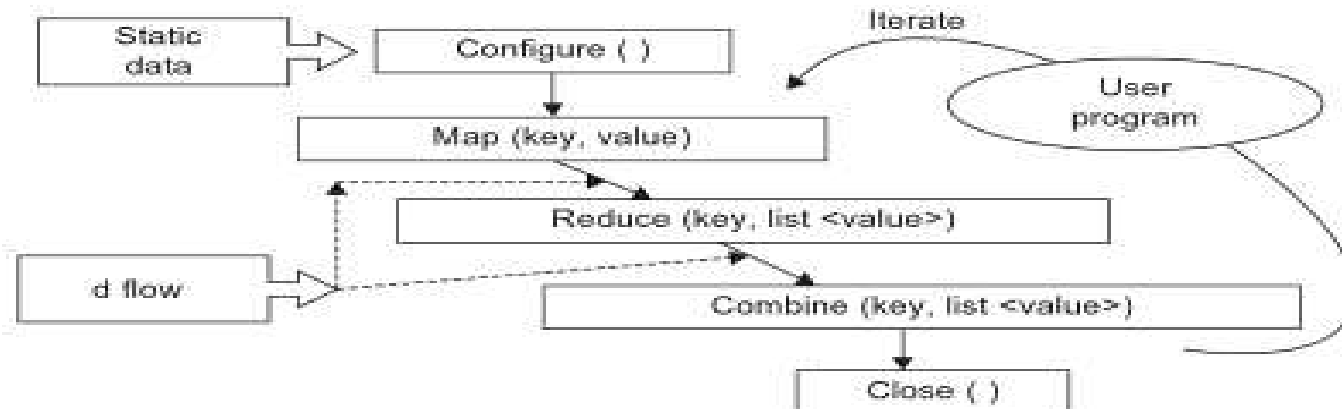 Static
data
Configure ( )
Iterate
User
program
Map (key, value)
Reduce (key, list <value>)
d flow
Combine (key, list <value>)
Close ( )